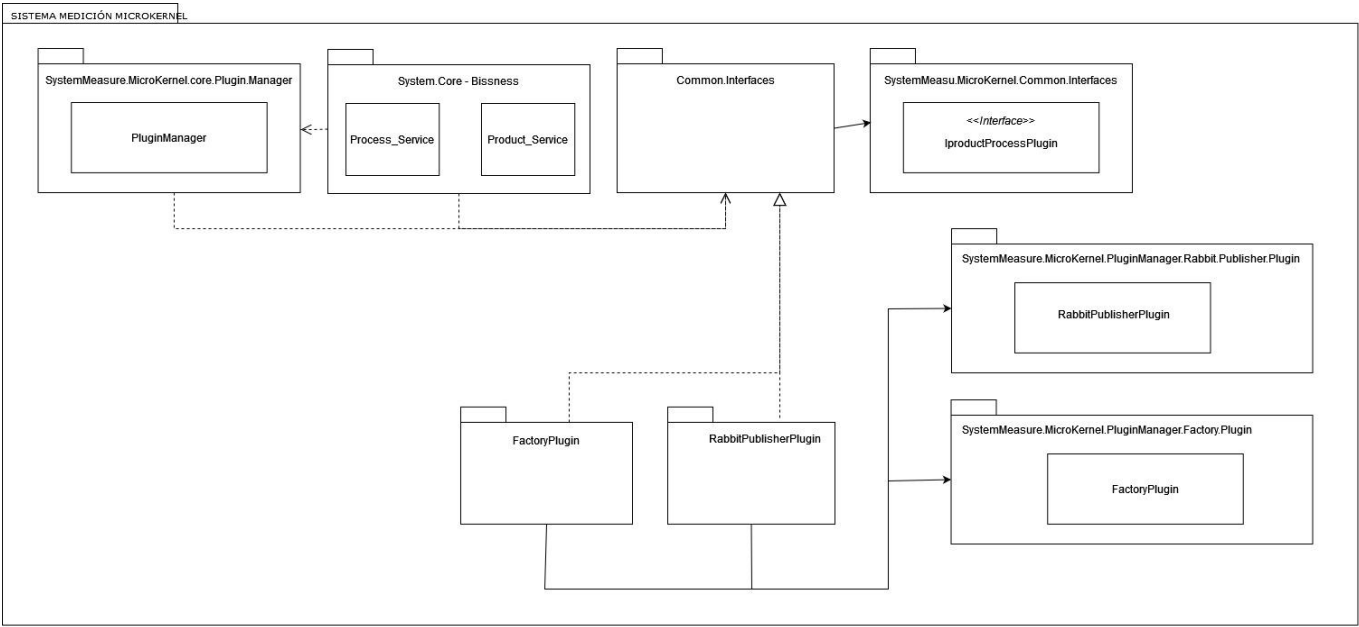 SISTEMA MEDICIÓN MICROKERNEL
SystemMeasure.MicroKernel.core.Plugin.Manager
PluginManager
System.Core - Bissness
Process_Service
Product_Service
Common.Interfaces
SystemMeasu.MicroKernel.Common.Interfaces
<<Interface>>
IproductProcessPlugin
SystemMeasure.MicroKernel.PluginManager.Rabbit.Publisher.Plugin
RabbitPublisherPlugin
FactoryPlugin
RabbitPublisherPlugin
SystemMeasure.MicroKernel.PluginManager.Factory.Plugin
FactoryPlugin